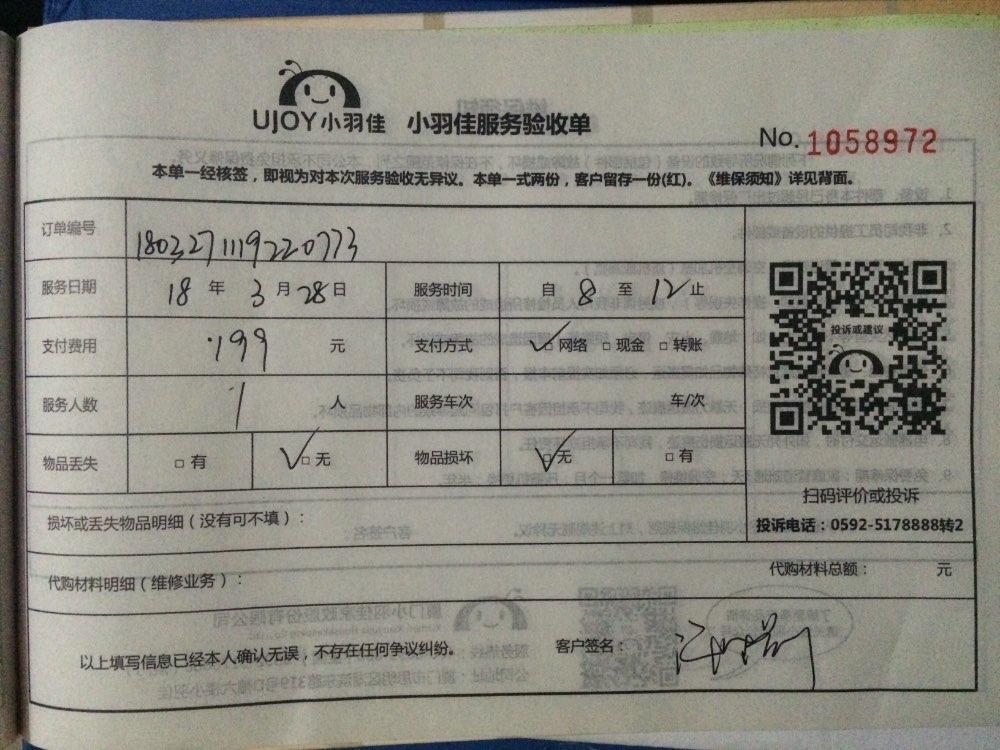 UJOY小羽佳 小羽佳服务验收单
No. 1058972
本单一经核签，即视为对本次服务验收无异议。本单一式两份，客户留存一份(红)。《维保须知》详见背面。
订单编号 1803271119220773
服务日期 18 年 3 月 28 日 服务时间 自 8 至 12 止
支付费用 199 元 支付方式 ✓□ 网络 □ 现金 □ 转账
投诉或建议
服务人数 1 人 服务车次 车/次
物品丢失 □ 有 ✓□ 无 物品损坏 ✓□ 无 □ 有
扫码评价或投诉
投诉电话：0592-5178888转2
损坏或丢失物品明细（没有可不填）：
代购材料明细（维修业务）： 代购材料总额： 元
以上填写信息已经本人确认无误，不存在任何争议纠纷。 客户签名：